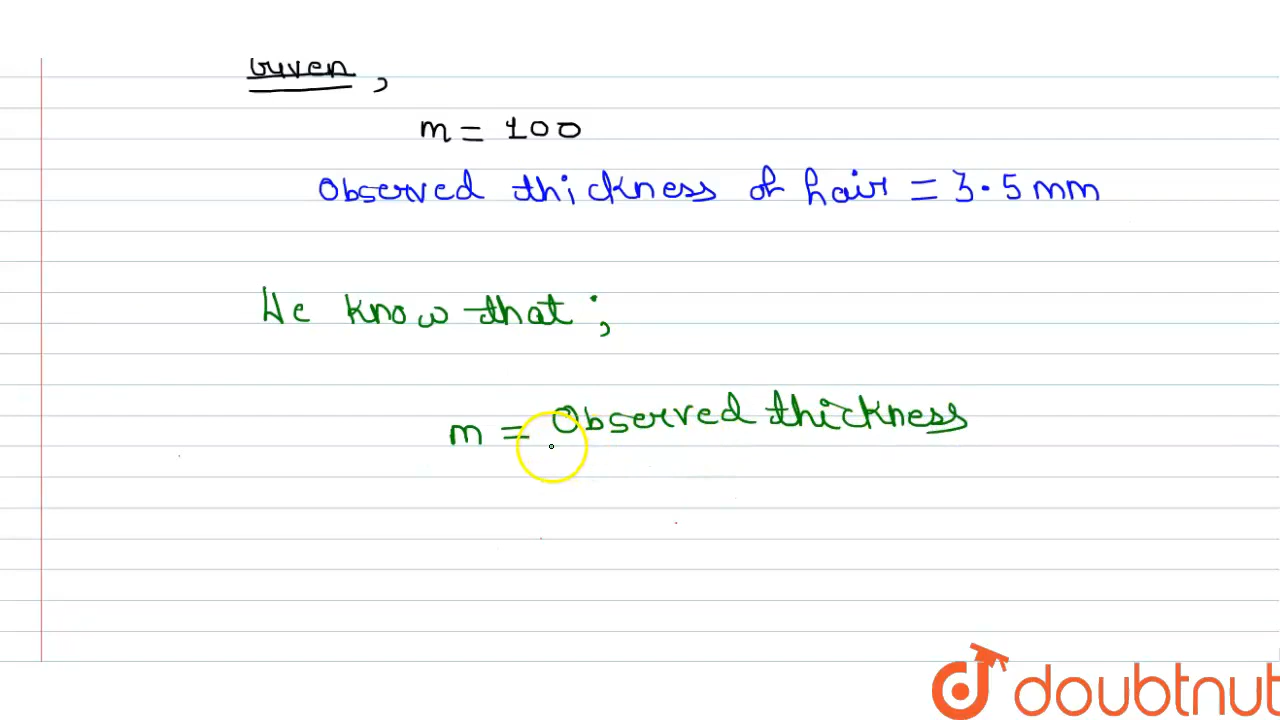 Given,
m = 100
Observed thickness of hair = 3.5 mm
We know that;
m = Observed thickness
doubtnut